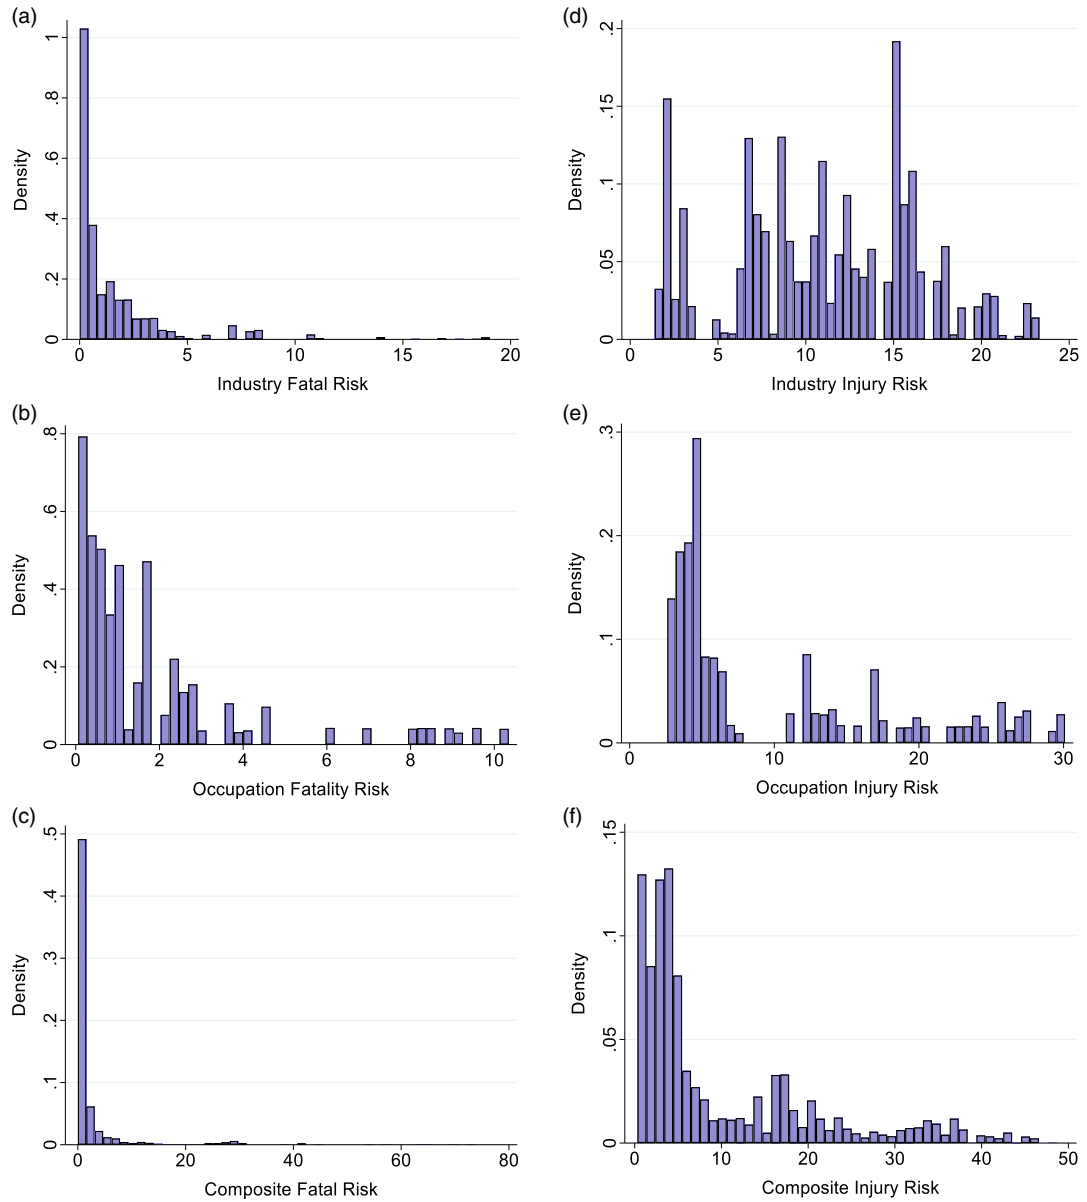 (a)
Density
1
.8
.6
.4
.2
0
0 5 10 15 20
Industry Fatal Risk
(d)
Density
.2
.15
.1
.05
0
0 5 10 15 20 25
Industry Injury Risk
(b)
Density
.8
.6
.4
.2
0
0 2 4 6 8 10
Occupation Fatality Risk
(e)
Density
.3
.2
.1
0
0 10 20 30
Occupation Injury Risk
(c)
Density
.5
.4
.3
.2
.1
0
0 20 40 60 80
Composite Fatal Risk
(f)
Density
.15
.1
.05
0
0 10 20 30 40 50
Composite Injury Risk